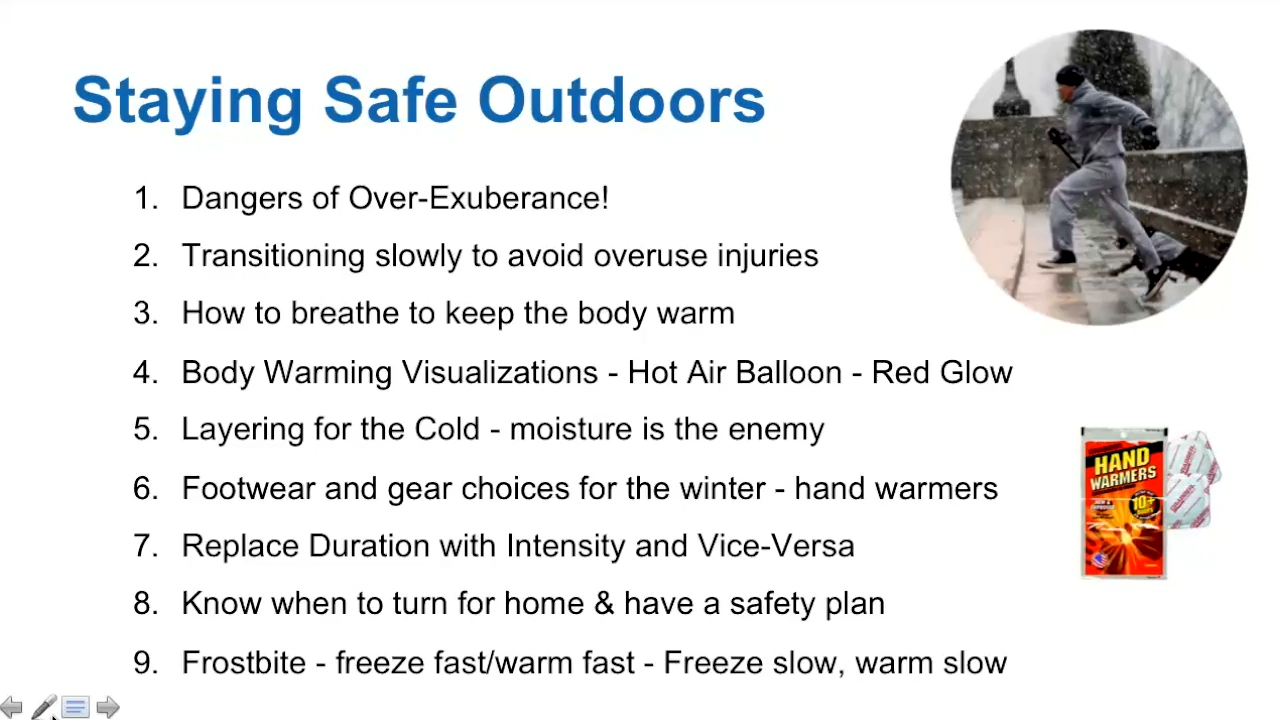 Staying Safe Outdoors
1. Dangers of Over-Exuberance!
2. Transitioning slowly to avoid overuse injuries
3. How to breathe to keep the body warm
4. Body Warming Visualizations - Hot Air Balloon - Red Glow
5. Layering for the Cold - moisture is the enemy
6. Footwear and gear choices for the winter - hand warmers
7. Replace Duration with Intensity and Vice-Versa
8. Know when to turn for home & have a safety plan
9. Frostbite - freeze fast/warm fast - Freeze slow, warm slow
HAND
WARMERS
10+